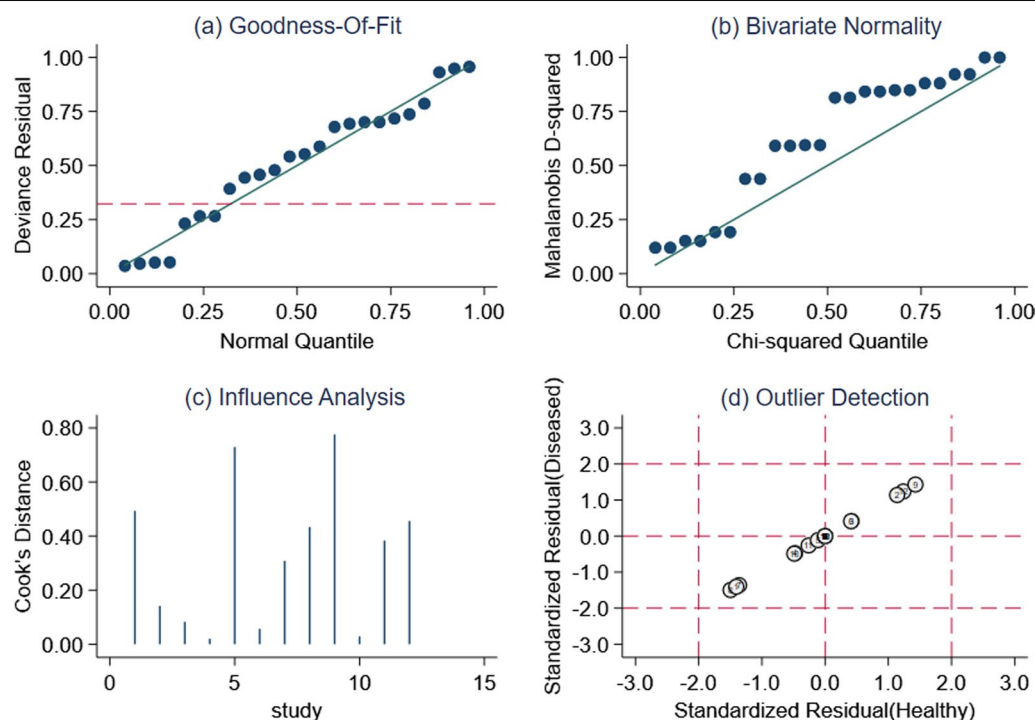 (a) Goodness-Of-Fit
Deviance Residual
1.00
0.75
0.50
0.25
0.00
0.00 0.25 0.50 0.75 1.00
Normal Quantile
(b) Bivariate Normality
Mahalanobis D-squared
1.00
0.75
0.50
0.25
0.00
0.00 0.25 0.50 0.75 1.00
Chi-squared Quantile
(c) Influence Analysis
Cook's Distance
0.80
0.60
0.40
0.20
0.00
0 5 10 15
study
(d) Outlier Detection
Standardized Residual(Diseased)
3.0
2.0
1.0
0.0
-1.0
-2.0
-3.0
-3.0 -2.0 -1.0 0.0 1.0 2.0 3.0
Standardized Residual(Healthy)